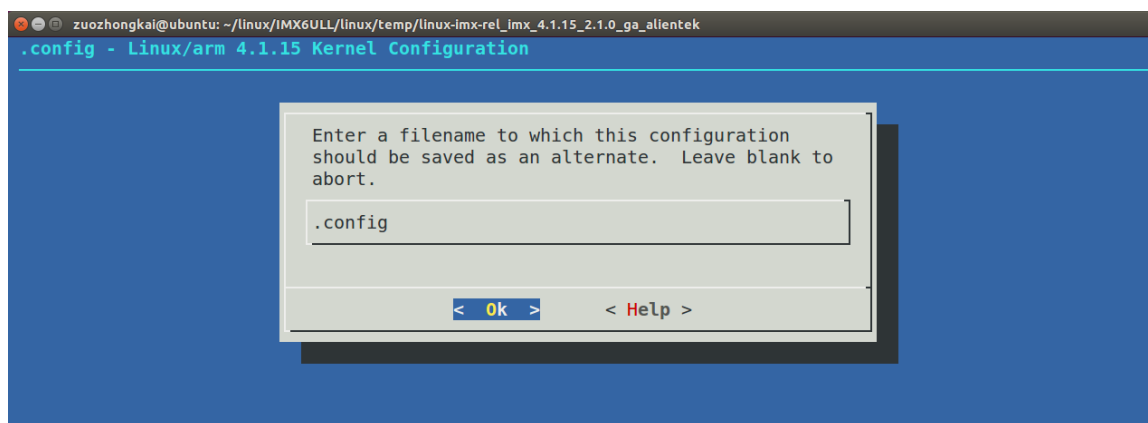 zuozhongkai@ubuntu: ~/linux/IMX6ULL/linux/temp/linux-imx-rel_imx_4.1.15_2.1.0_ga_alientek
.config - Linux/arm 4.1.15 Kernel Configuration
Enter a filename to which this configuration
should be saved as an alternate.  Leave blank to
abort.
.config
<  Ok  > < Help >